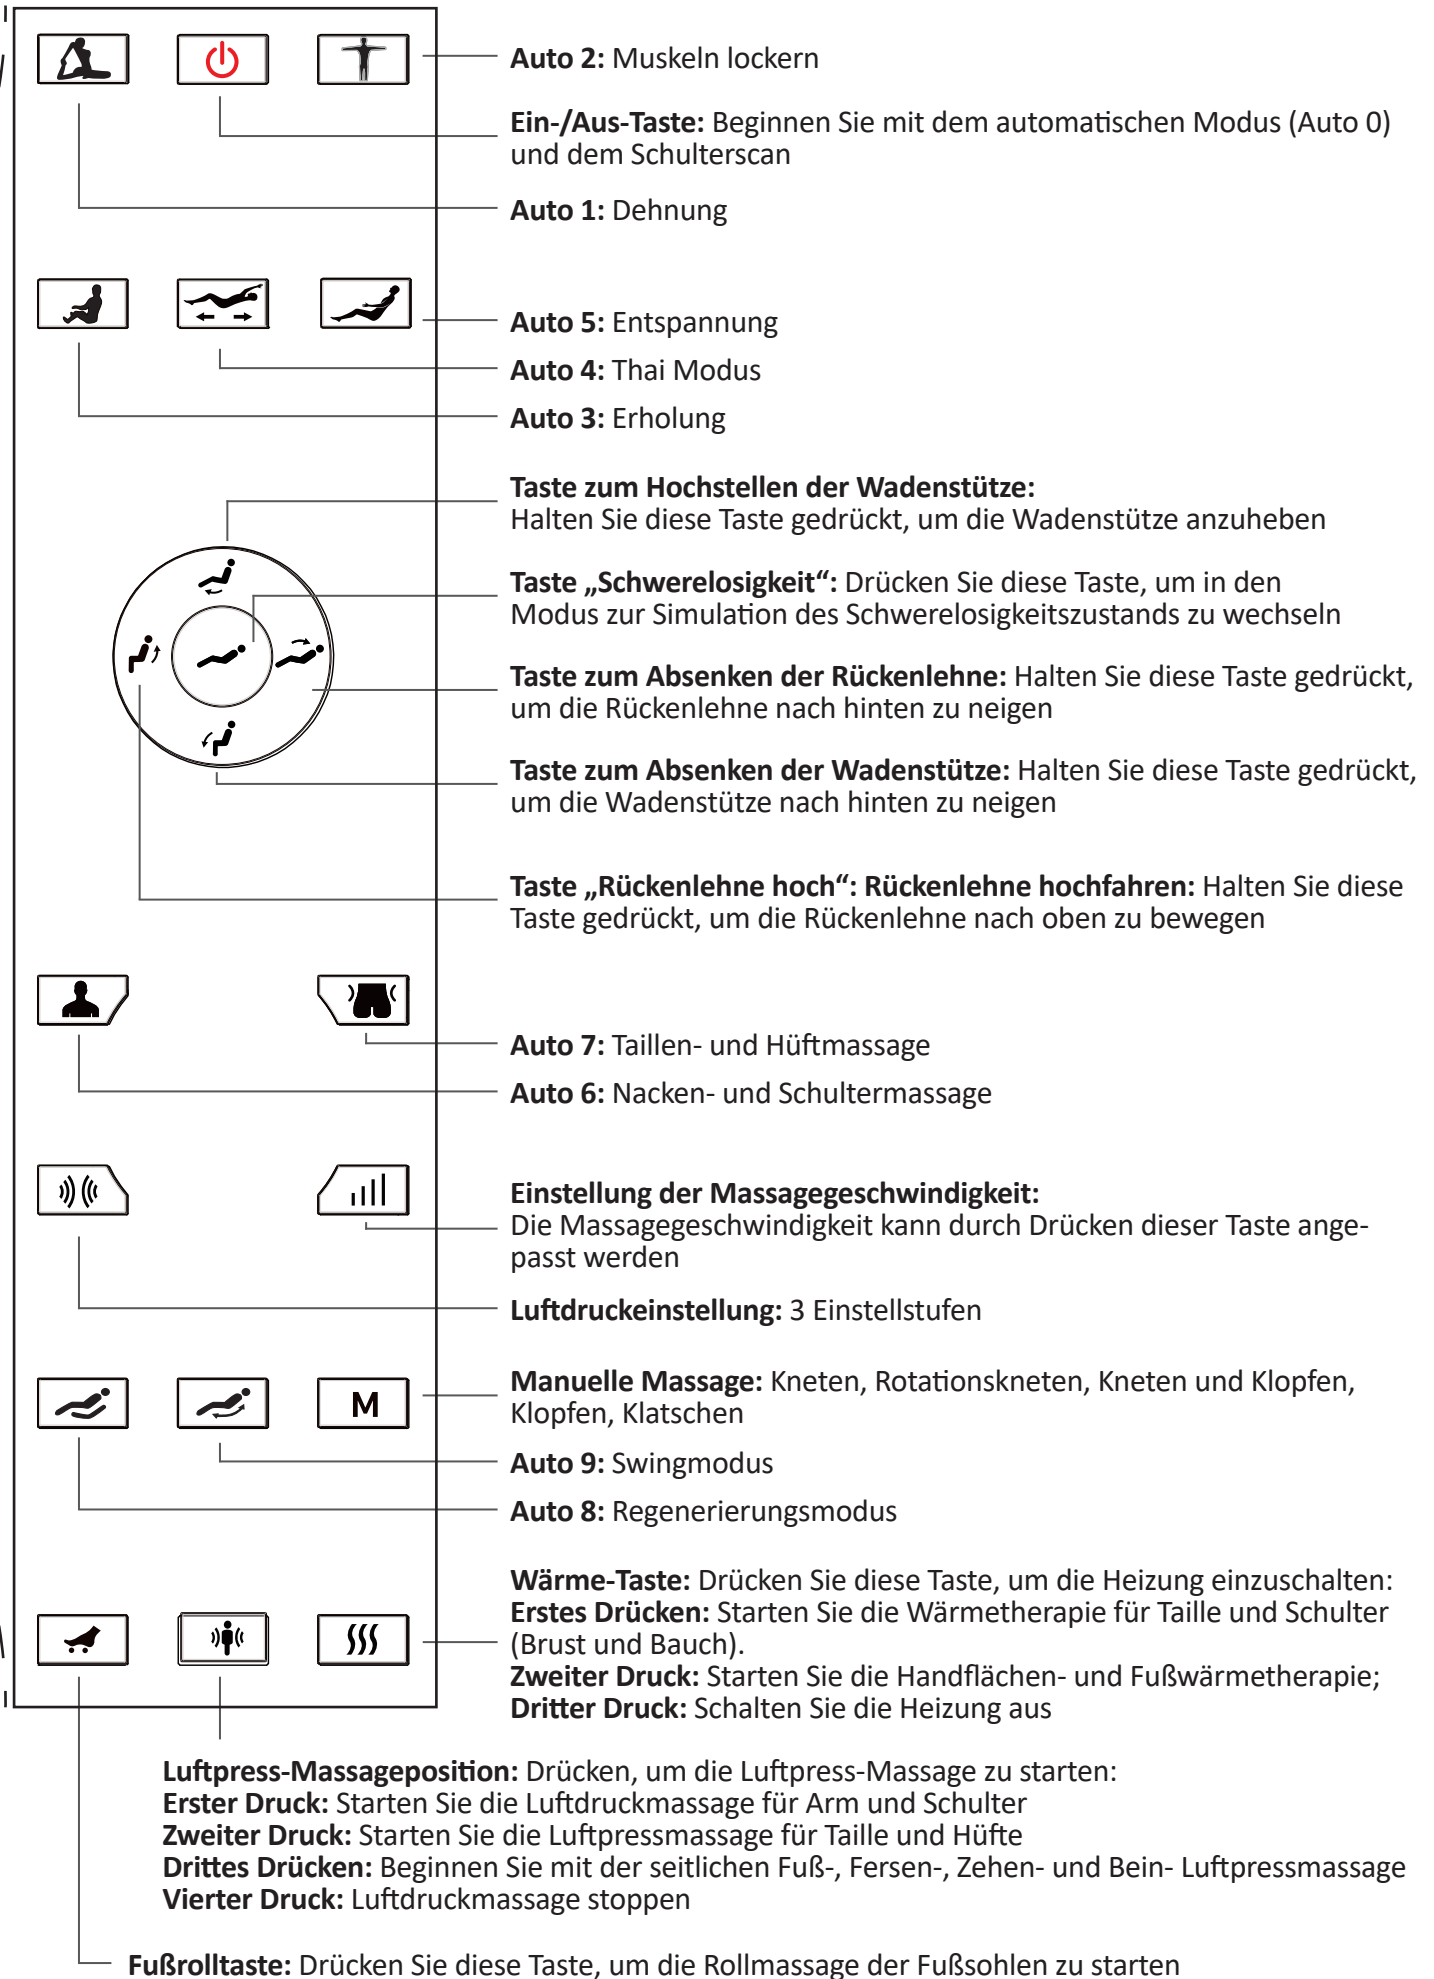 Auto 2: Muskeln lockern
Ein-/Aus-Taste: Beginnen Sie mit dem automatischen Modus (Auto 0)
und dem Schulterscan
Auto 1: Dehnung
Auto 5: Entspannung
Auto 4: Thai Modus
Auto 3: Erholung
Taste zum Hochstellen der Wadenstütze:
Halten Sie diese Taste gedrückt, um die Wadenstütze anzuheben
Taste „Schwerelosigkeit“: Drücken Sie diese Taste, um in den
Modus zur Simulation des Schwerelosigkeitszustands zu wechseln
Taste zum Absenken der Rückenlehne: Halten Sie diese Taste gedrückt,
um die Rückenlehne nach hinten zu neigen
Taste zum Absenken der Wadenstütze: Halten Sie diese Taste gedrückt,
um die Wadenstütze nach hinten zu neigen
Taste „Rückenlehne hoch“: Rückenlehne hochfahren: Halten Sie diese
Taste gedrückt, um die Rückenlehne nach oben zu bewegen
Auto 7: Taillen- und Hüftmassage
Auto 6: Nacken- und Schultermassage
Einstellung der Massagegeschwindigkeit:
Die Massagegeschwindigkeit kann durch Drücken dieser Taste ange-
passt werden
Luftdruckeinstellung: 3 Einstellstufen
M
Manuelle Massage: Kneten, Rotationskneten, Kneten und Klopfen,
Klopfen, Klatschen
Auto 9: Swingmodus
Auto 8: Regenerierungsmodus
Wärme-Taste: Drücken Sie diese Taste, um die Heizung einzuschalten:
Erstes Drücken: Starten Sie die Wärmetherapie für Taille und Schulter
(Brust und Bauch).
Zweiter Druck: Starten Sie die Handflächen- und Fußwärmetherapie;
Dritter Druck: Schalten Sie die Heizung aus
Luftpress-Massageposition: Drücken, um die Luftpress-Massage zu starten:
Erster Druck: Starten Sie die Luftdruckmassage für Arm und Schulter
Zweiter Druck: Starten Sie die Luftpressmassage für Taille und Hüfte
Drittes Drücken: Beginnen Sie mit der seitlichen Fuß-, Fersen-, Zehen- und Bein- Luftpressmassage
Vierter Druck: Luftdruckmassage stoppen
Fußrolltaste: Drücken Sie diese Taste, um die Rollmassage der Fußsohlen zu starten